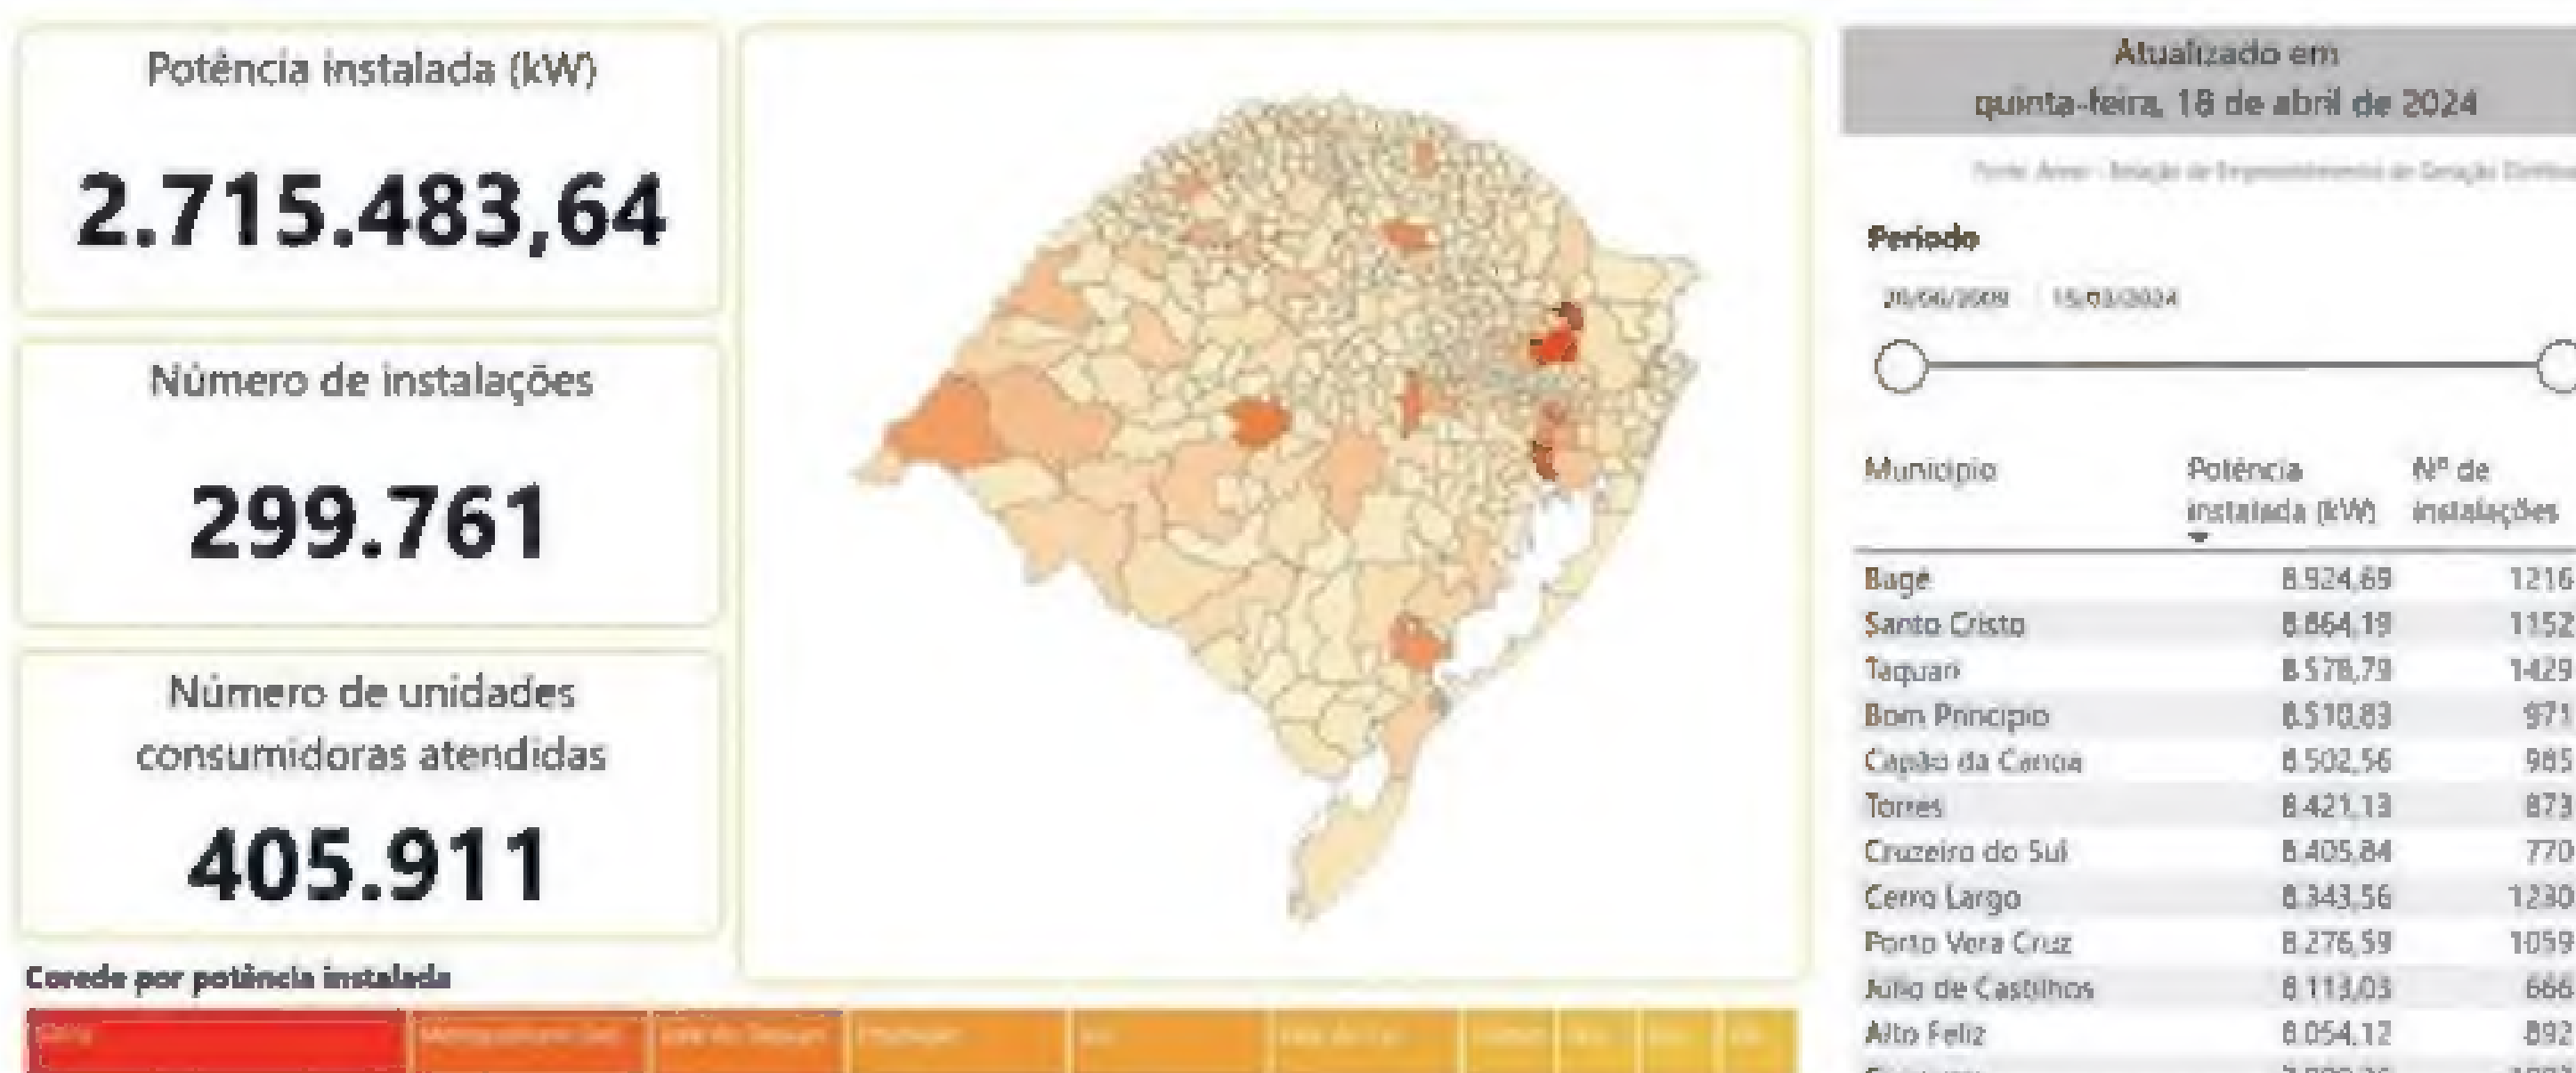 Potência instalada (kW)
2.715.483,64
Número de instalações
299.761
Número de unidades
consumidoras atendidas
405.911
Corede por potência instalada
Atualizado em
quinta-feira, 18 de abril de 2024
Período
Município Potência instalada (kW) Nº de instalações
Bagé 8.924,69 1216
Santo Cristo 8.664,19 1152
Taquari 8.578,79 1429
Bom Princípio 8.510,83 971
Capão da Canoa 8.502,56 985
Torres 8.421,13 873
Cruzeiro do Sul 8.405,84 770
Cerro Largo 8.343,56 1230
Porto Vera Cruz 8.276,59 1059
Júlio de Castilhos 8.113,03 666
Alto Feliz 8.054,12 892